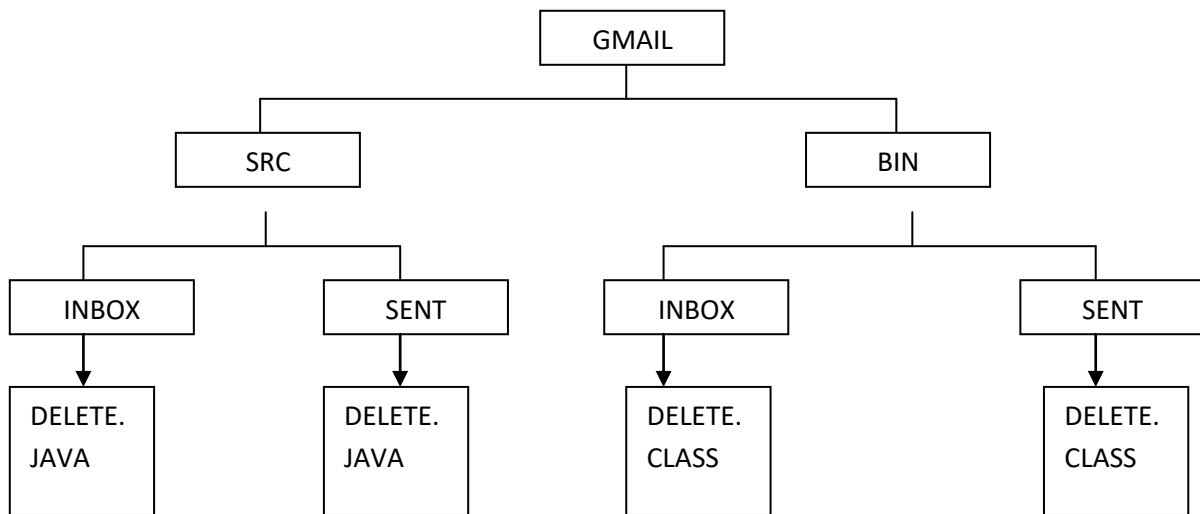 GMAIL
SRC
BIN
INBOX
SENT
INBOX
SENT
DELETE.
JAVA
DELETE.
JAVA
DELETE.
CLASS
DELETE.
CLASS